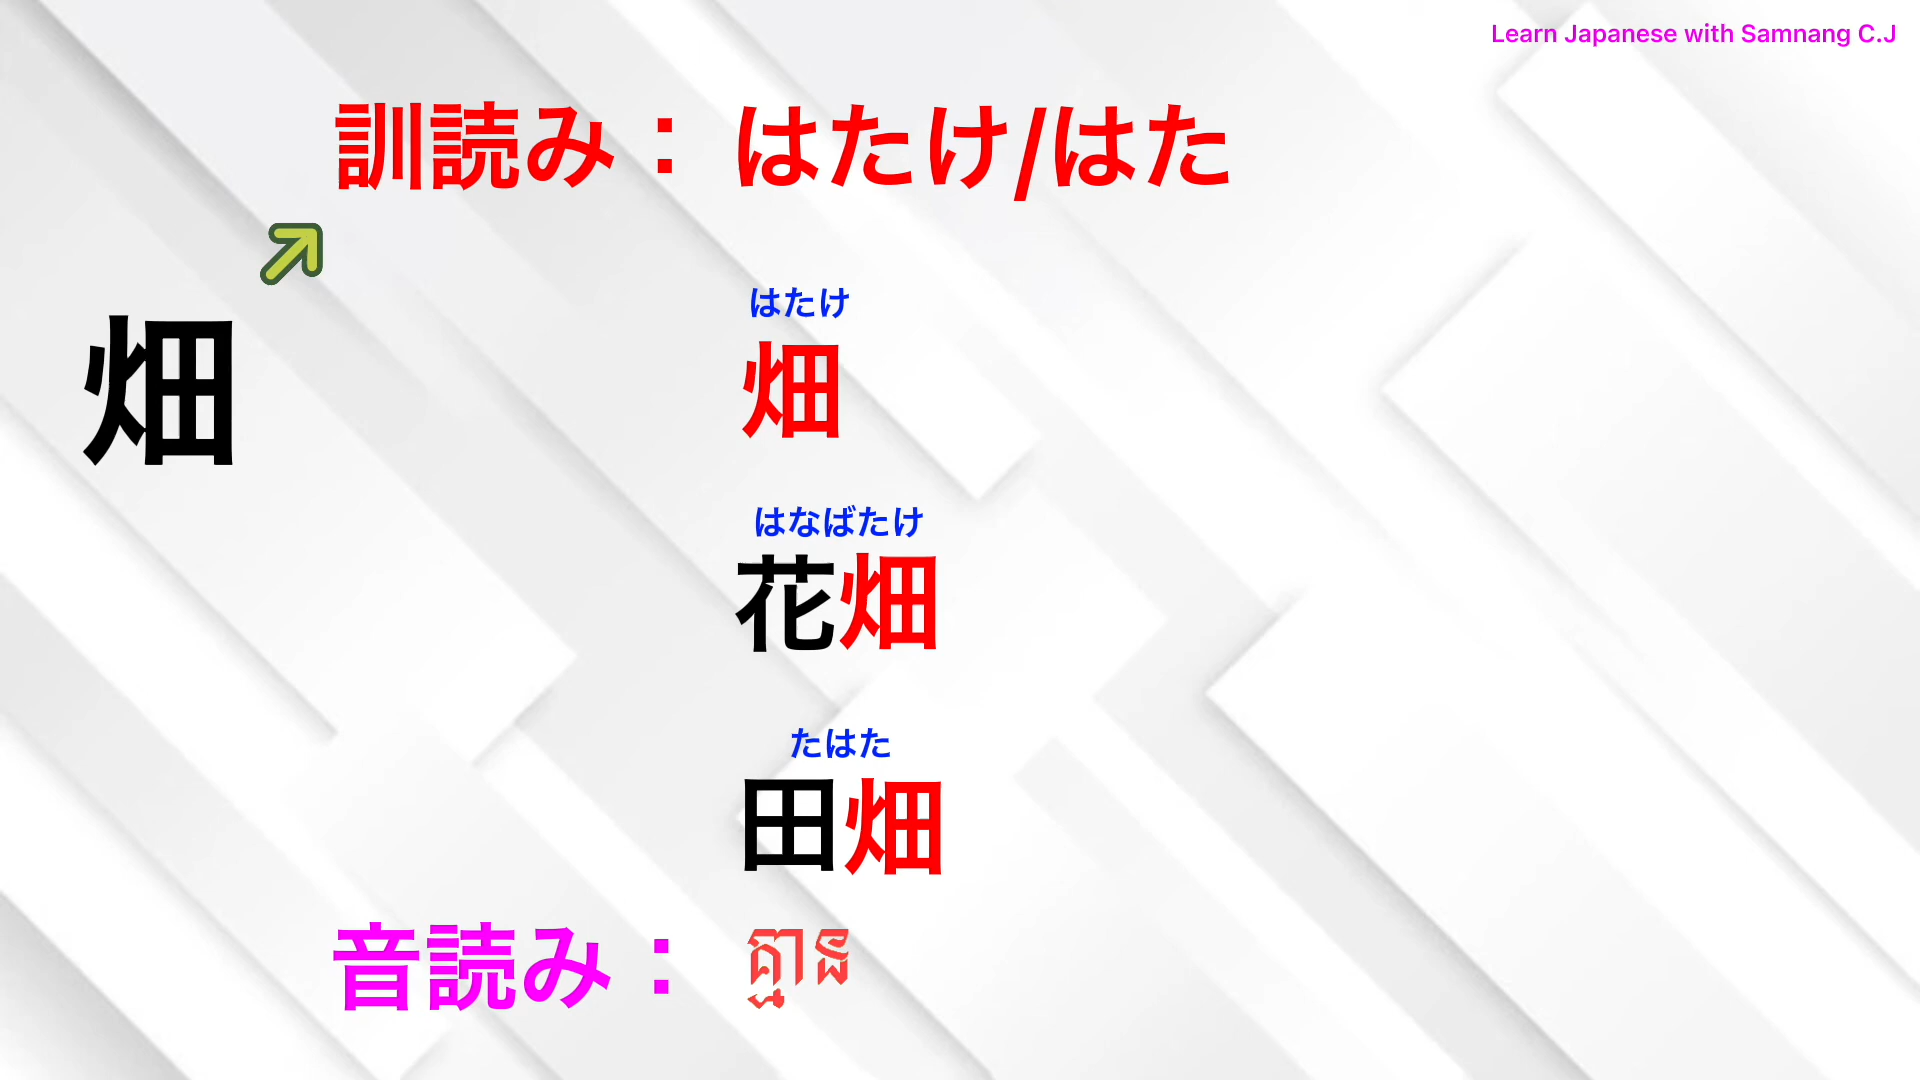 Learn Japanese with Samnang C.J
訓読み：はたけ/はた
畑
はたけ
畑
はなばたけ
花畑
たはた
田畑
音読み：គ្មាន